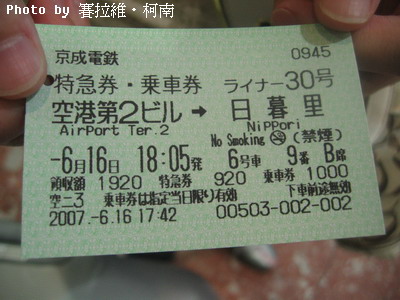 Photo by 賽拉維·柯南
京成電鉄 0945
特急券・乗車券 ライナー30号
空港第2ビル → 日暮里
AirPort Ter.2 NiPPori
No Smoking (禁煙)
-6月16日 18:05発 6号車 9番 B席
領収額 1920 特急券 920 乗車券 1000
空ニ3 乗車券は指定当日限り有効 下車前途無効
2007.-6.16 17:42 00503-002-002